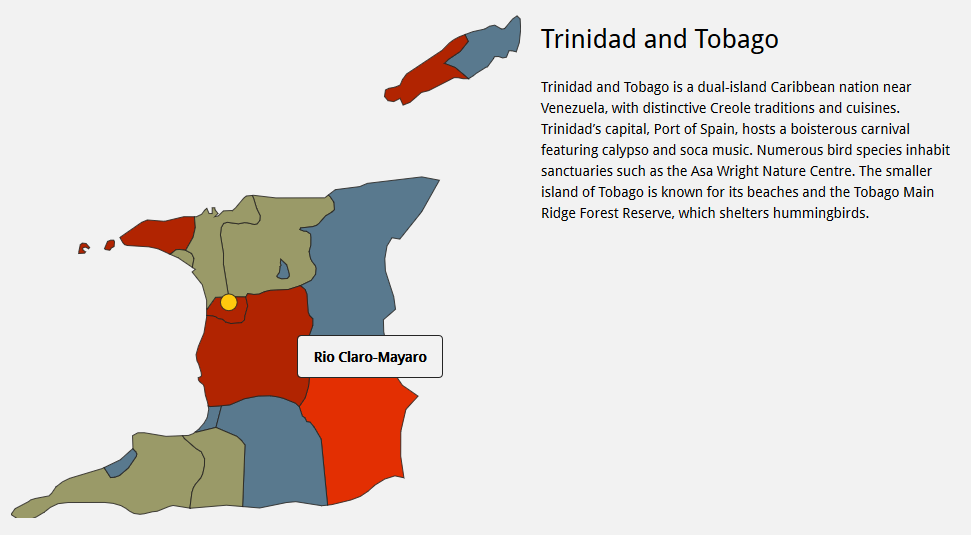 Trinidad and Tobago
Trinidad and Tobago is a dual-island Caribbean nation near
Venezuela, with distinctive Creole traditions and cuisines.
Trinidad’s capital, Port of Spain, hosts a boisterous carnival
featuring calypso and soca music. Numerous bird species inhabit
sanctuaries such as the Asa Wright Nature Centre. The smaller
island of Tobago is known for its beaches and the Tobago Main
Ridge Forest Reserve, which shelters hummingbirds.
Rio Claro-Mayaro